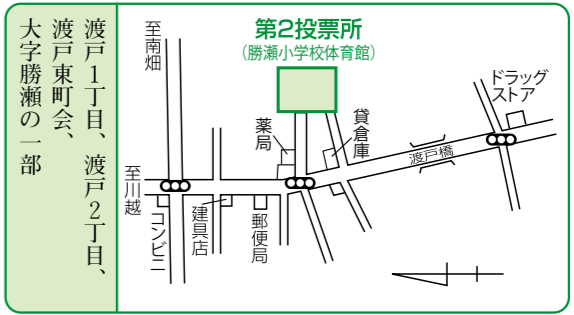 渡戸1丁目、渡戸2丁目、
渡戸東町会、
大字勝瀬の一部
第2投票所
（勝瀬小学校体育館）
至南畑
ドラッグ
ストア
薬局
貸倉庫
渡戸橋
至川越
コンビニ
建具店
郵便局